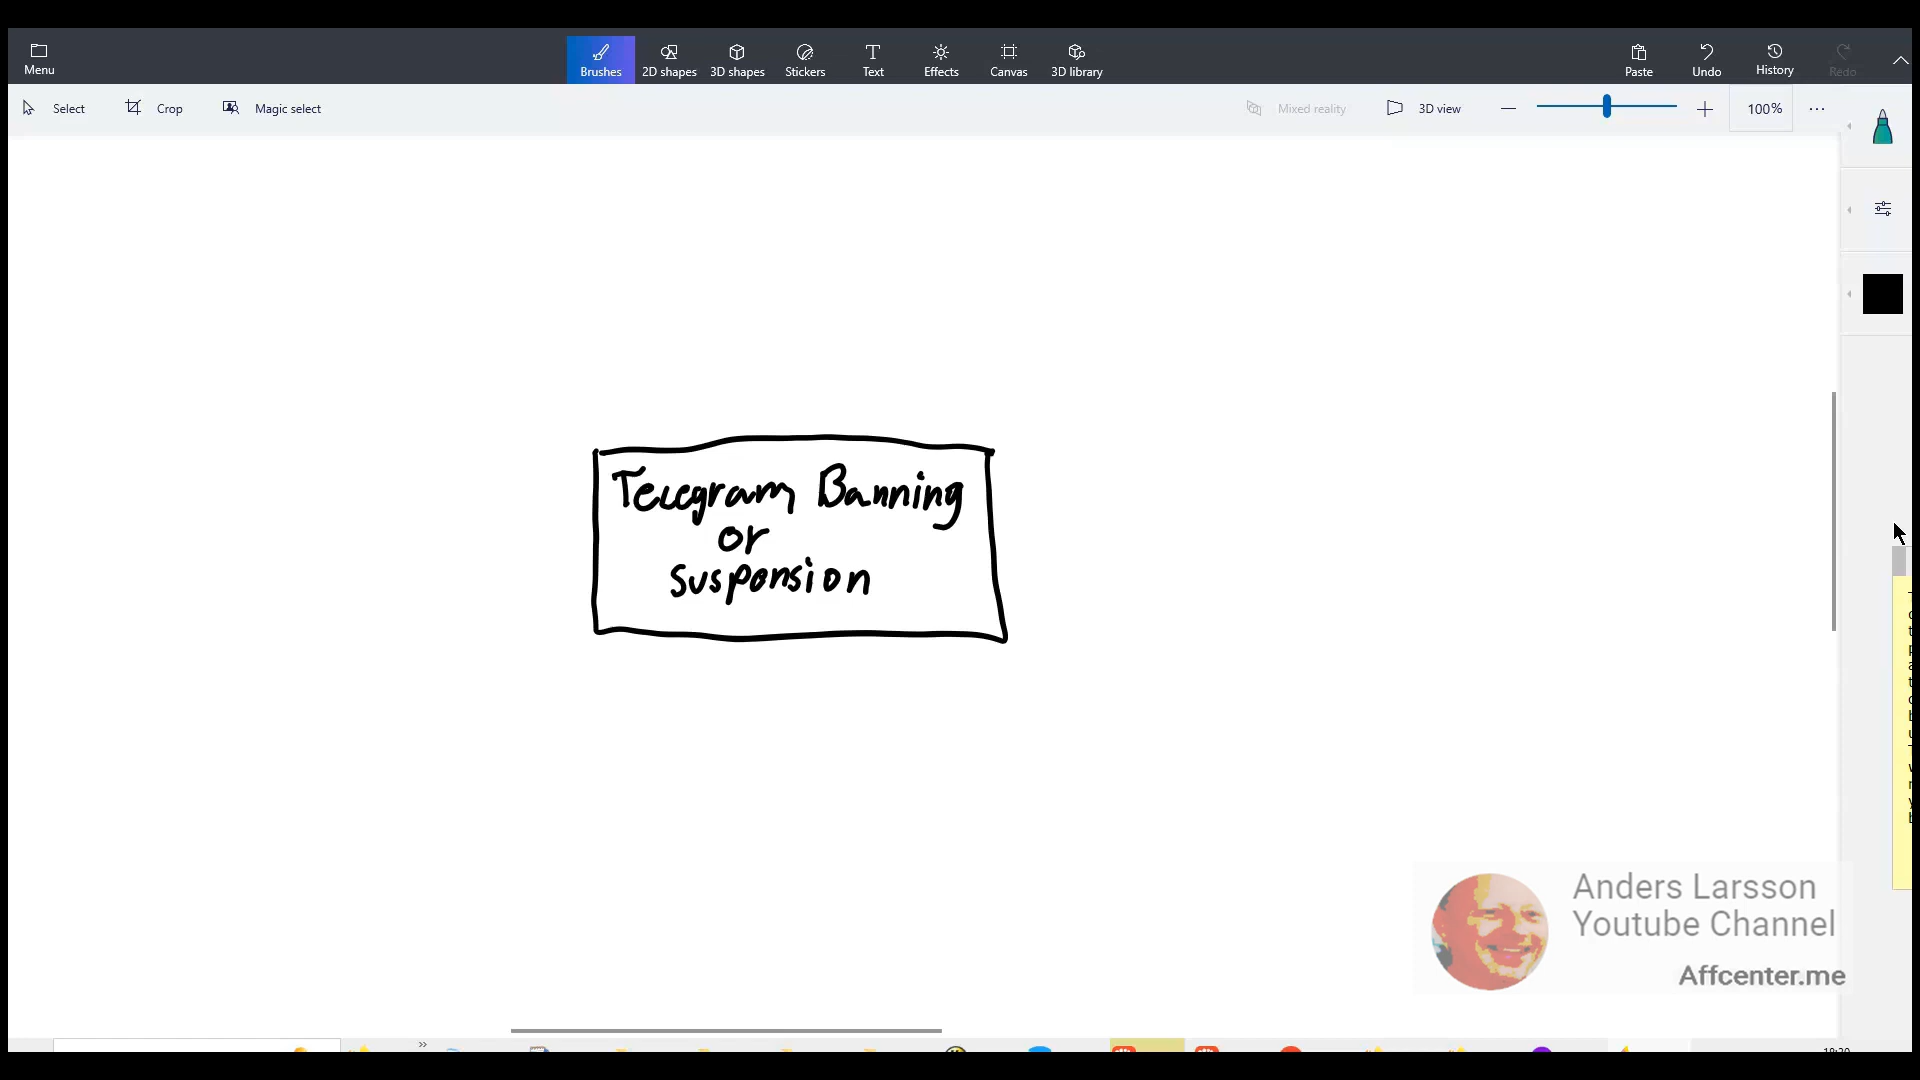 Menu
Brushes
2D shapes
3D shapes
Stickers
Text
Effects
Canvas
3D library
Paste
Undo
History
Redo
Select
Crop
Magic select
Mixed reality
3D view
100%
Telegram Banning
or
suspension
Anders Larsson
Youtube Channel
Affcenter.me